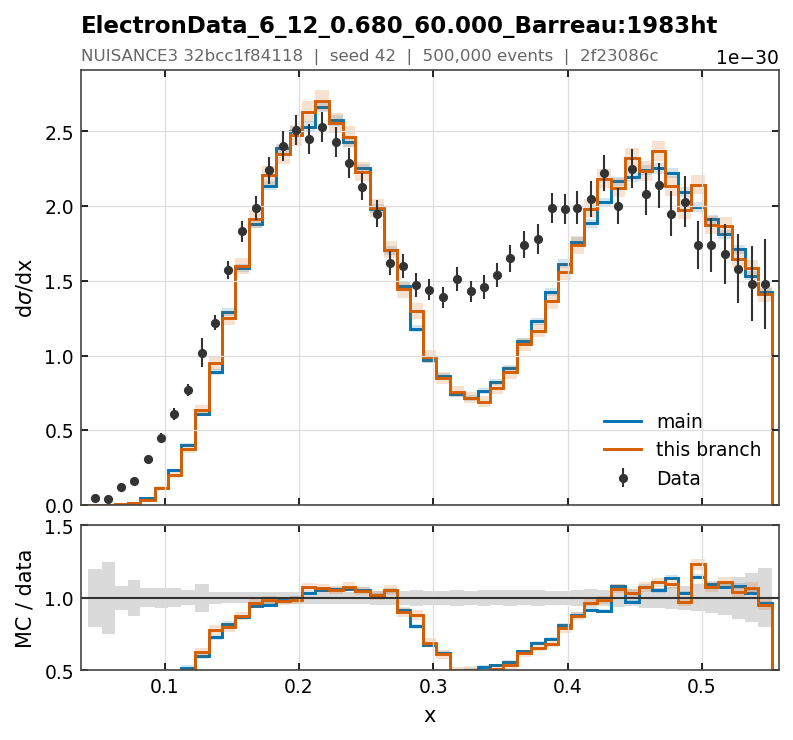 ElectronData_6_12_0.680_60.000_Barreau:1983ht
NUISANCE3 32bcc1f84118 | seed 42 | 500,000 events | 2f23086c
1e−30
dσ/dx
2.5
2.0
1.5
1.0
0.5
0.0
main
this branch
Data
MC / data
1.5
1.0
0.5
0.1 0.2 0.3 0.4 0.5
x